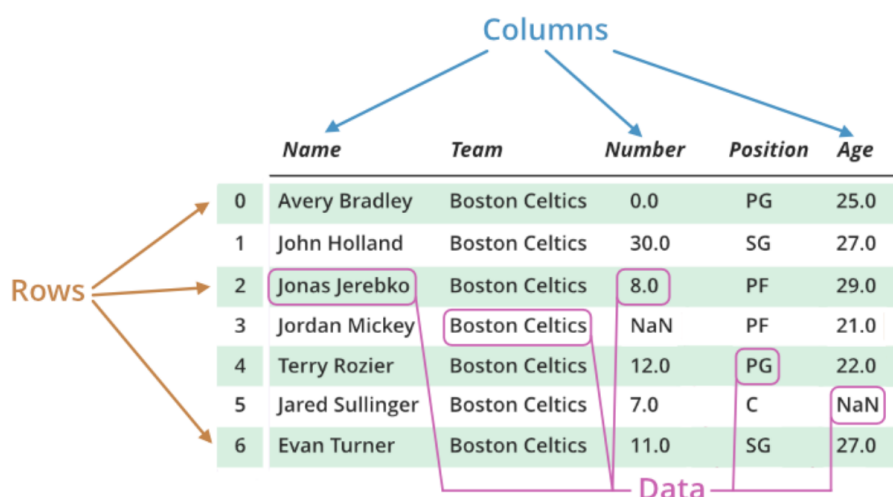 Columns
Name Team Number Position Age
0 Avery Bradley Boston Celtics 0.0 PG 25.0
1 John Holland Boston Celtics 30.0 SG 27.0
Rows
2 Jonas Jerebko Boston Celtics 8.0 PF 29.0
3 Jordan Mickey Boston Celtics NaN PF 21.0
4 Terry Rozier Boston Celtics 12.0 PG 22.0
5 Jared Sullinger Boston Celtics 7.0 C NaN
6 Evan Turner Boston Celtics 11.0 SG 27.0
Data